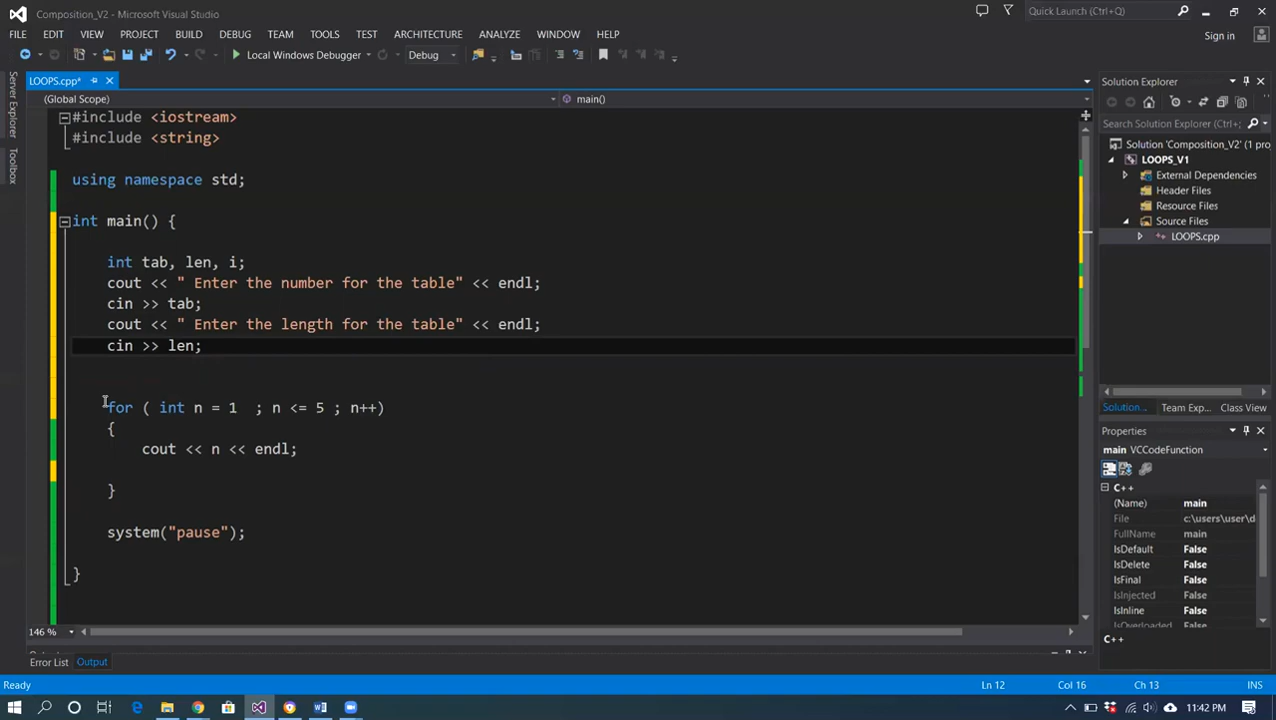 Composition_V2 - Microsoft Visual Studio
Quick Launch (Ctrl+Q)
FILE EDIT VIEW PROJECT BUILD DEBUG TEAM TOOLS TEST ARCHITECTURE ANALYZE WINDOW HELP
Sign in
Local Windows Debugger Debug
LOOPS.cpp*
Solution Explorer
(Global Scope) main()
Server Explorer
Toolbox
#include <iostream>
#include <string>
using namespace std;
int main() {
int tab, len, i;
cout << " Enter the number for the table" << endl;
cin >> tab;
cout << " Enter the length for the table" << endl;
cin >> len;
for ( int n = 1  ; n <= 5 ; n++)
{
cout << n << endl;
}
system("pause");
}
Search Solution Explorer (Ctrl+;)
Solution 'Composition_V2' (1 pro
LOOPS_V1
External Dependencies
Header Files
Resource Files
Source Files
LOOPS.cpp
Solution... Team Exp... Class View
Properties
main VCCodeFunction
C++
(Name) main
File c:\users\user\d
FullName main
IsDefault False
IsDelete False
IsFinal False
IsInjected False
IsInline False
IsOverloaded False
C++
146 %
Error List Output
Ready Ln 12 Col 16 Ch 13 INS
11:42 PM